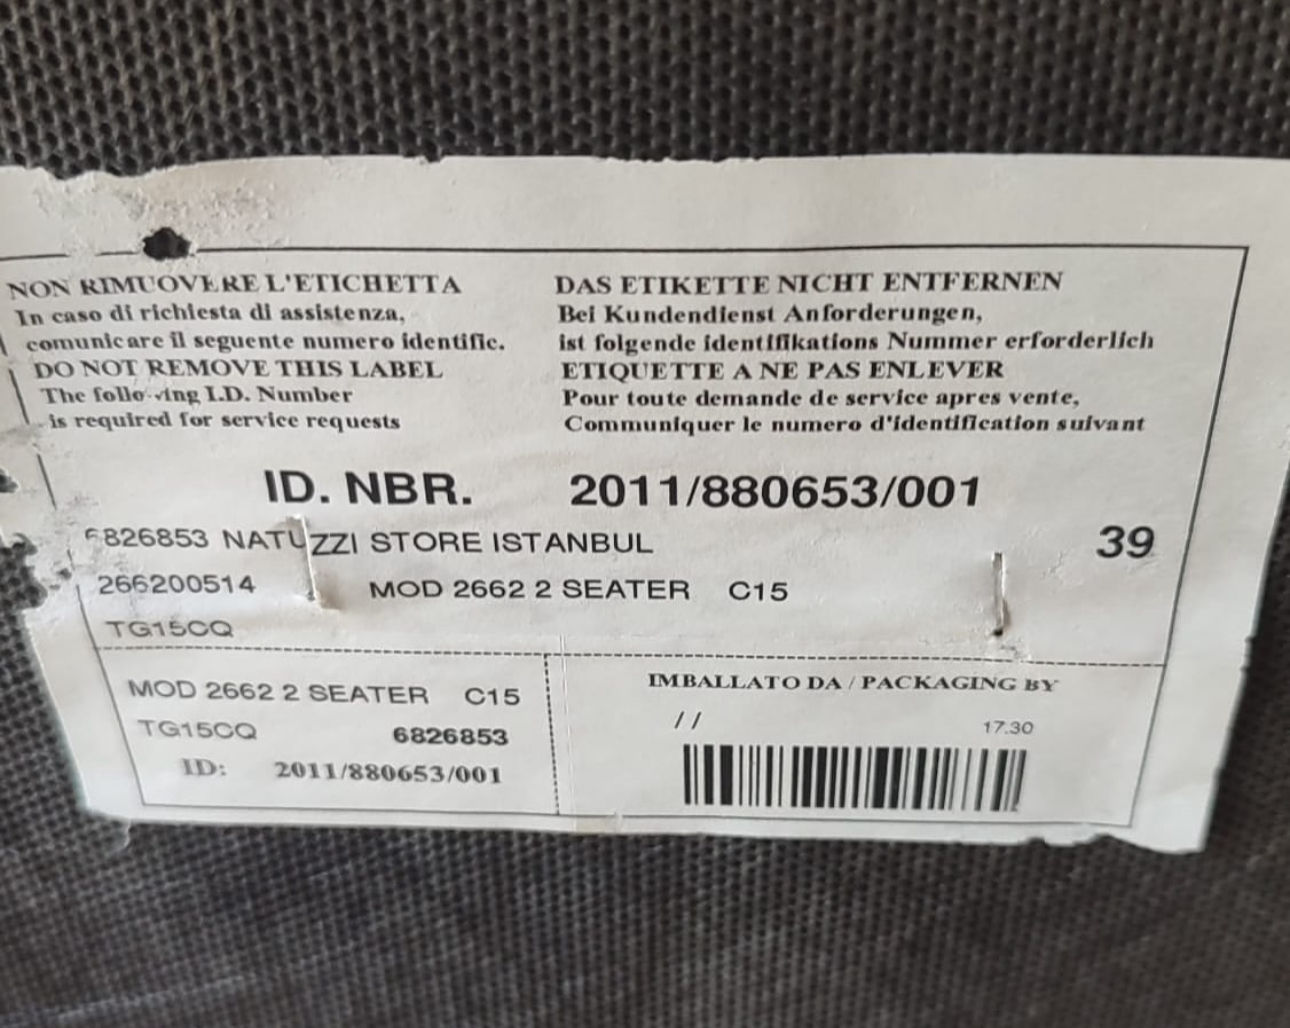 NON RIMUOVERE L'ETICHETTA
In caso di richiesta di assistenza,
comunicare il seguente numero identific.
DO NOT REMOVE THIS LABEL
The following I.D. Number
is required for service requests
DAS ETIKETTE NICHT ENTFERNEN
Bei Kundendienst Anforderungen,
ist folgende identifikations Nummer erforderlich
ETIQUETTE A NE PAS ENLEVER
Pour toute demande de service apres vente,
Communiquer le numero d'identification suivant
ID. NBR. 2011/880653/001
6826853 NATUZZI STORE ISTANBUL 39
266200514 MOD 2662 2 SEATER C15
TG15CQ
MOD 2662 2 SEATER C15
TG15CQ 6826853
ID: 2011/880653/001
IMBALLATO DA / PACKAGING BY
/ / 17.30